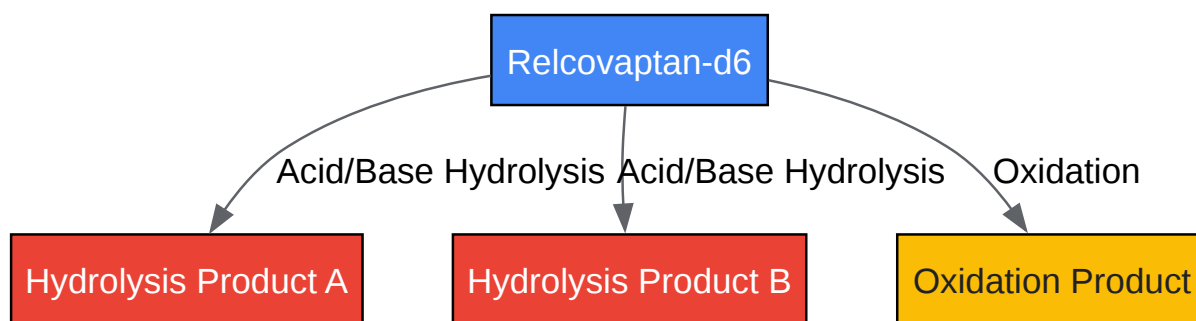 Relcovaptan-d6
Acid/Base Hydrolysis
Acid/Base Hydrolysis
Oxidation
Hydrolysis Product A
Hydrolysis Product B
Oxidation Product